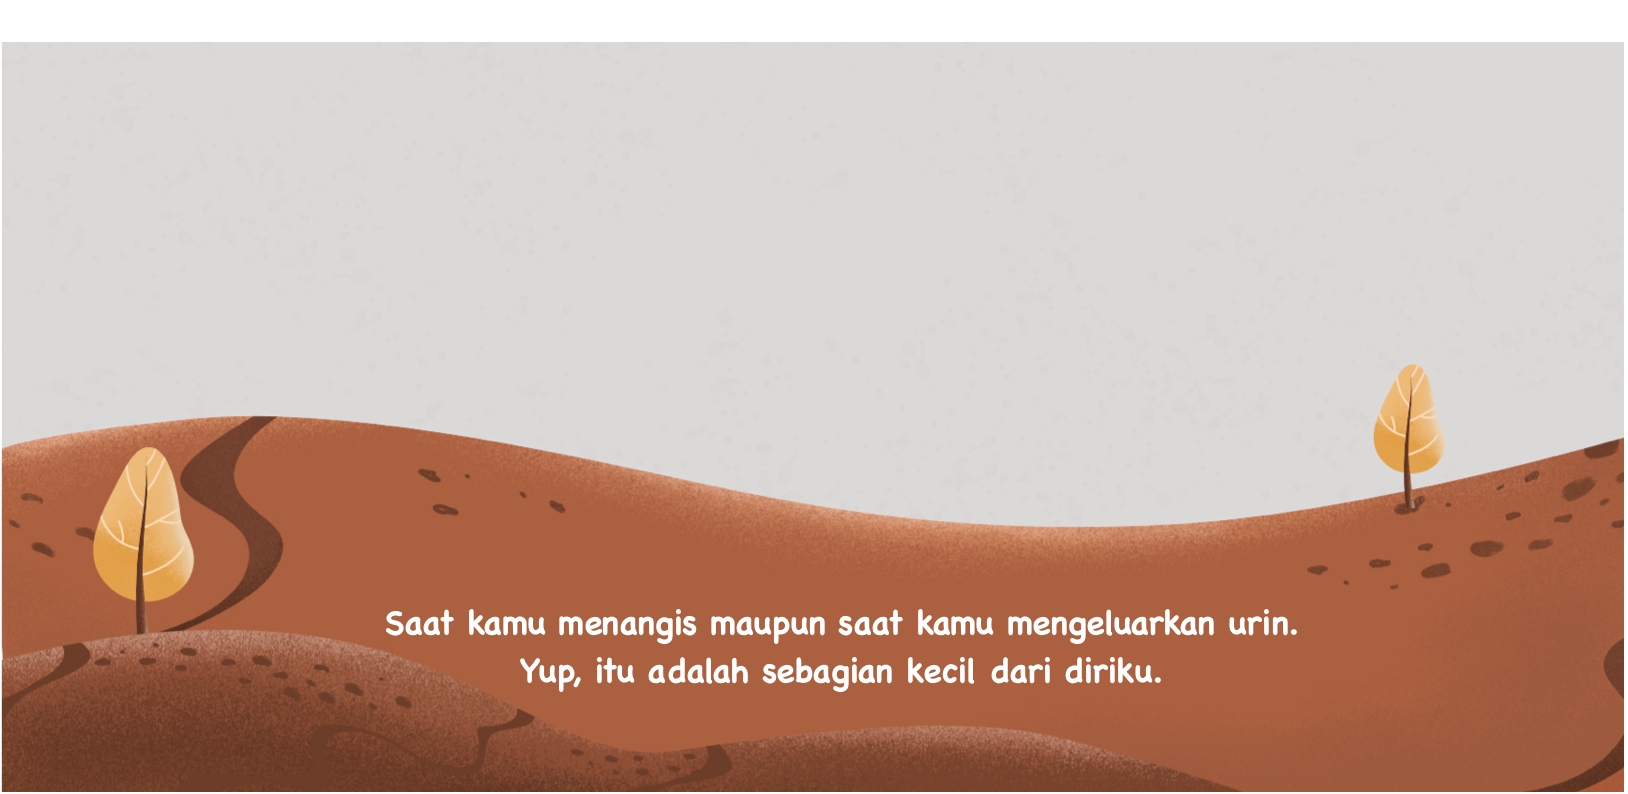 Saat kamu menangis maupun saat kamu mengeluarkan urin.
Yup, itu adalah sebagian kecil dari diriku.